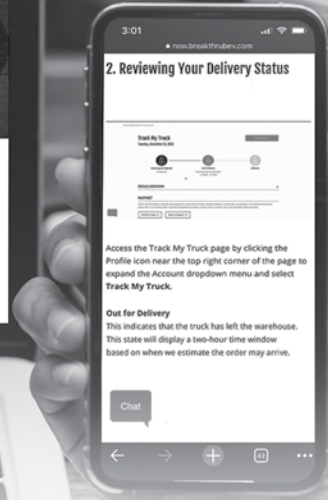 3:01
now.breakthrubev.com
2. Reviewing Your Delivery Status
Track My Truck
Access the Track My Truck page by clicking the
Profile icon near the top right corner of the page to
expand the Account dropdown menu and select
Track My Truck.
Out for Delivery
This indicates that the truck has left the warehouse.
This state will display a two-hour time window
based on when we estimate the order may arrive.
Chat
42